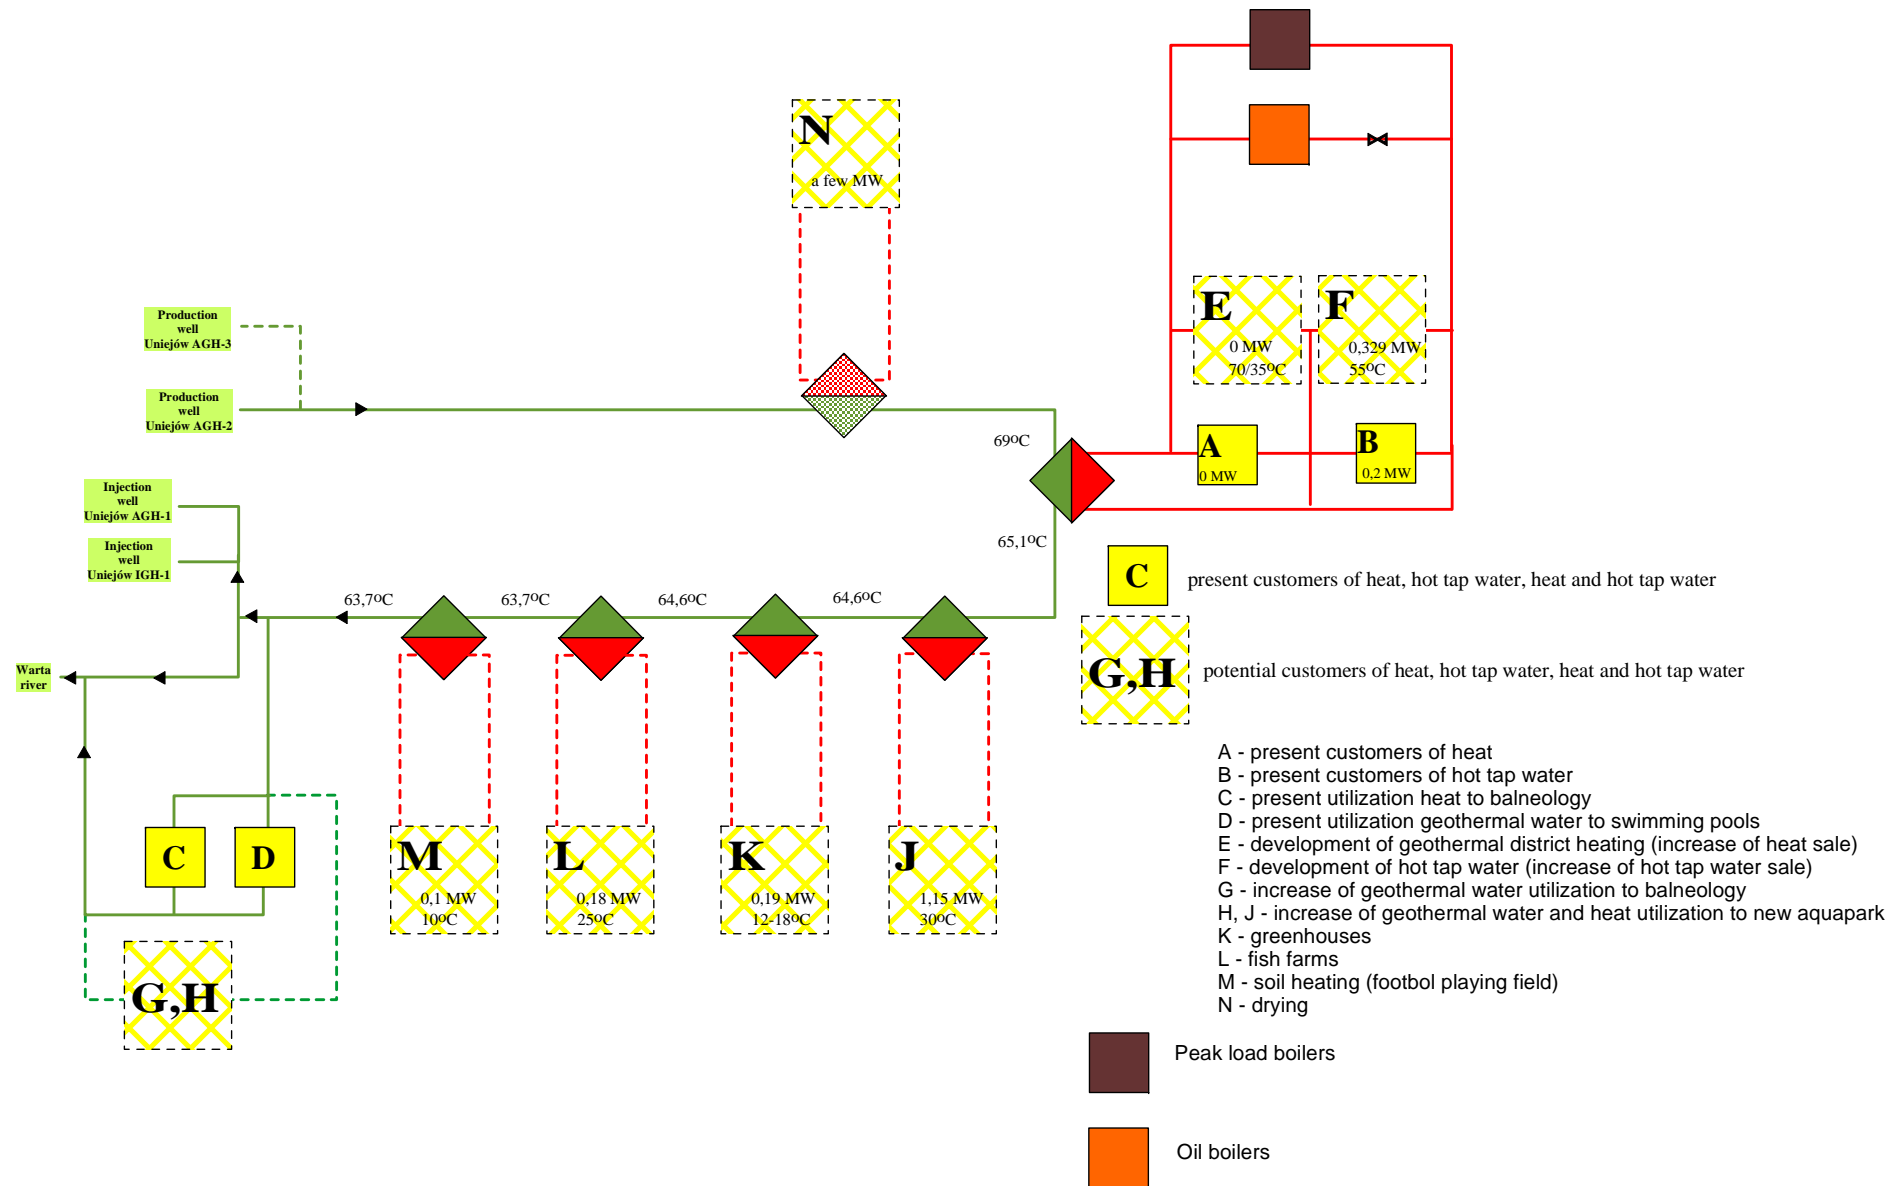 N
a few MW
E
0 MW
70/35ºC
F
0,329 MW
55ºC
Production
well
Uniejów AGH-3
Production
well
Uniejów AGH-2
69ºC
A
0 MW
B
0,2 MW
Injection
well
Uniejów AGH-1
Injection
well
Uniejów IGH-1
65,1ºC
63,7ºC
63,7ºC
64,6ºC
64,6ºC
C
present customers of heat, hot tap water, heat and hot tap water
Warta
river
G,H
potential customers of heat, hot tap water, heat and hot tap water
C
D
M
0,1 MW
10ºC
L
0,18 MW
25ºC
K
0,19 MW
12-18ºC
J
1,15 MW
30ºC
G,H
A - present customers of heat
B - present customers of hot tap water
C - present utilization heat to balneology
D - present utilization geothermal water to swimming pools
E - development of geothermal district heating (increase of heat sale)
F - development of hot tap water (increase of hot tap water sale)
G - increase of geothermal water utilization to balneology
H, J - increase of geothermal water and heat utilization to new aquapark
K - greenhouses
L - fish farms
M - soil heating (footbol playing field)
N - drying
Peak load boilers
Oil boilers